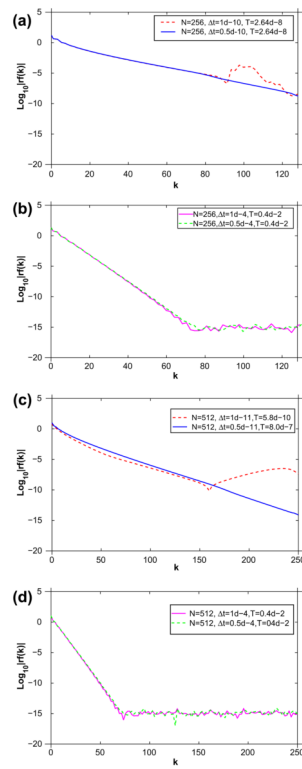 (a)
N=256, Δt=1d−10, T=2.64d−8
N=256, Δt=0.5d−10, T=2.64d−8
Log10|rf(k)|
5
0
−5
−10
−15
−20
0 20 40 60 80 100 120
k
(b)
N=256,Δt=1d−4,T=0.4d−2
N=256,Δt=0.5d−4,T=0.4d−2
Log10|rf(k)|
5
0
−5
−10
−15
−20
0 20 40 60 80 100 120
k
(c)
N=512, Δt=1d−11,T=5.8d−10
N=512, Δt=0.5d−11,T=8.0d−7
Log10|rf(k)|
5
0
−5
−10
−15
−20
0 50 100 150 200 250
k
(d)
N=512, Δt=1d−4,T=0.4d−2
N=512, Δt=0.5d−4,T=04d−2
Log10|rf(k)|
5
0
−5
−10
−15
−20
0 50 100 150 200 250
k